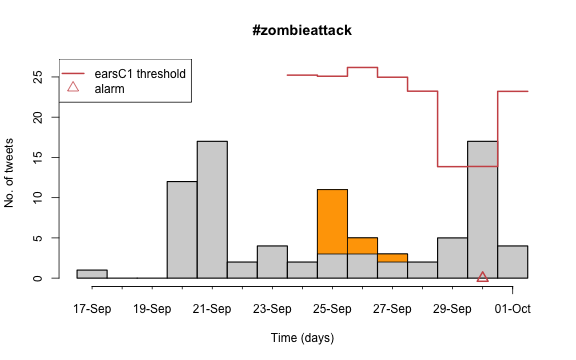 #zombieattack
earsC1 threshold
alarm
No. of tweets
25
20
15
10
5
0
17-Sep 19-Sep 21-Sep 23-Sep 25-Sep 27-Sep 29-Sep 01-Oct
Time (days)